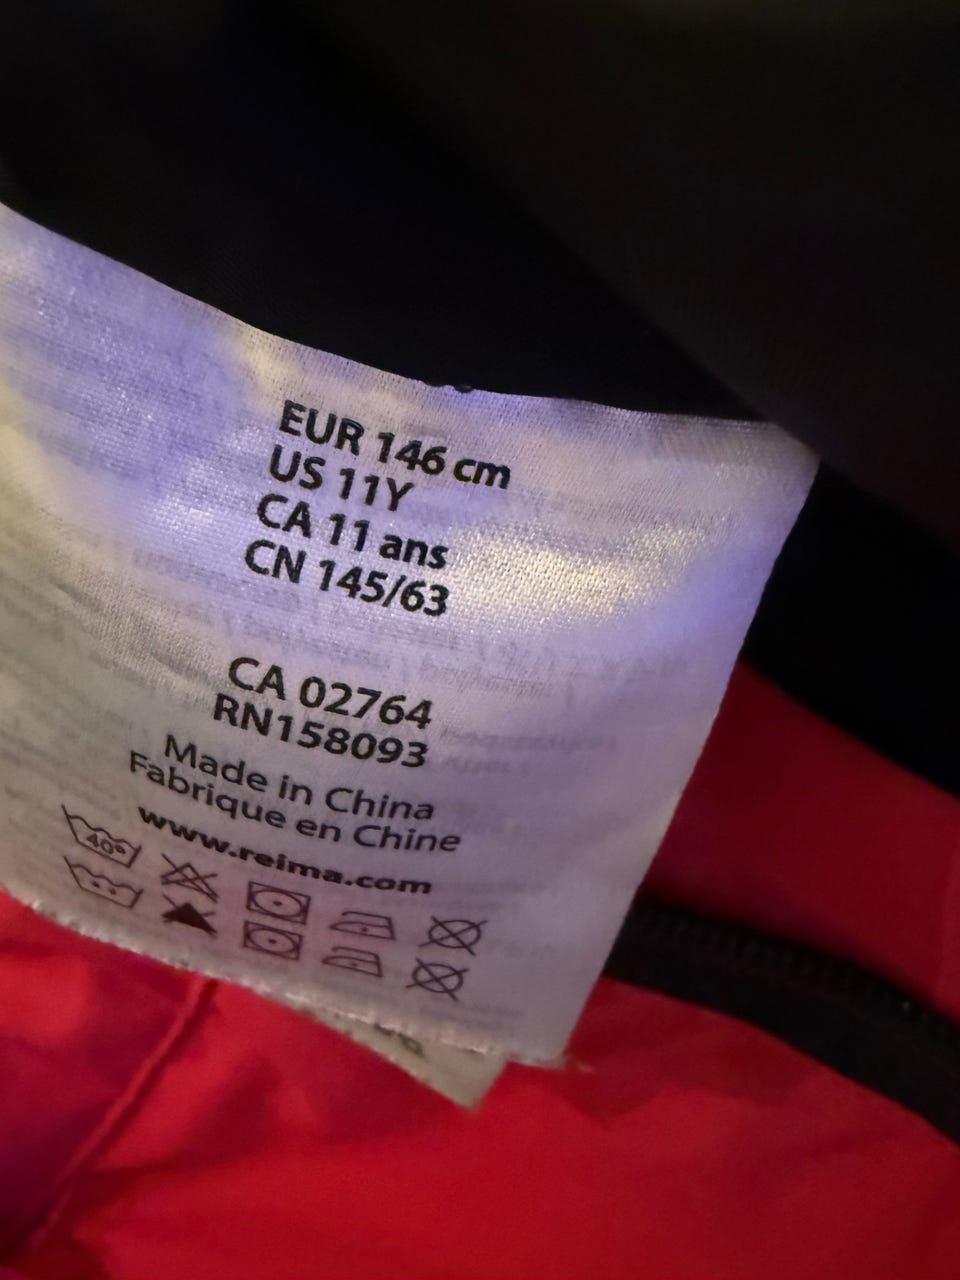 EUR 146 cm
US 11Y
CA 11 ans
CN 145/63
CA 02764
RN158093
Made in China
Fabrique en Chine
www.reima.com
40°